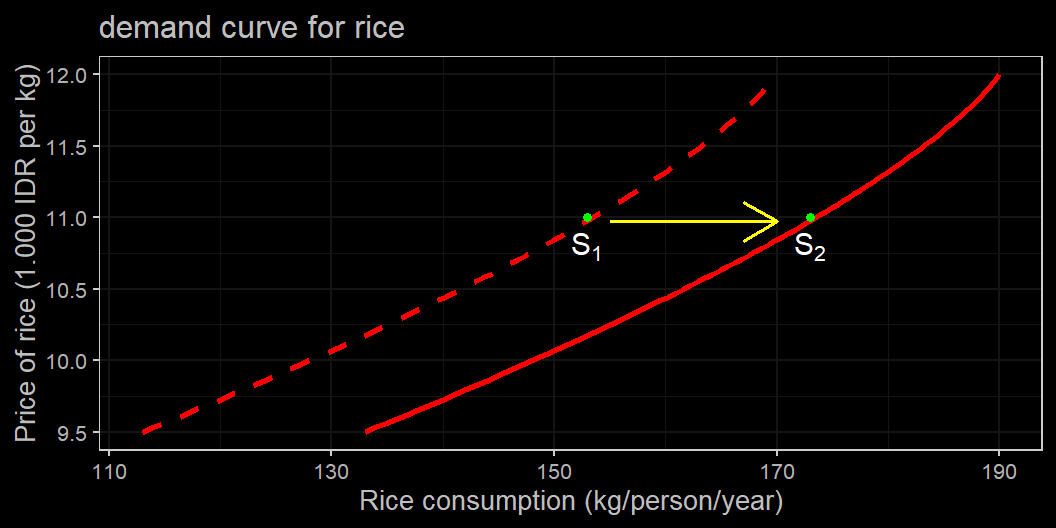 demand curve for rice
Price of rice (1.000 IDR per kg)
12.0
11.5
11.0
10.5
10.0
9.5
S₁
S₂
110
130
150
170
190
Rice consumption (kg/person/year)